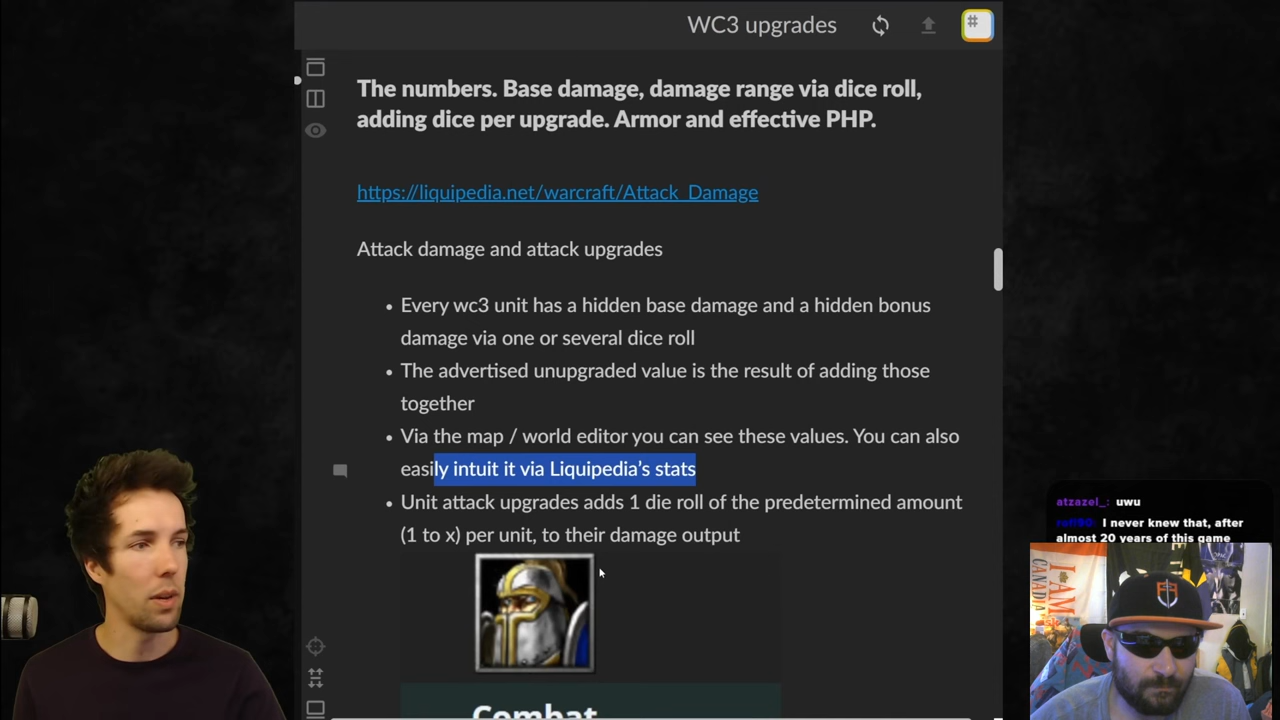 WC3 upgrades
The numbers. Base damage, damage range via dice roll,
adding dice per upgrade. Armor and effective PHP.
https://liquipedia.net/warcraft/Attack_Damage
Attack damage and attack upgrades
• Every wc3 unit has a hidden base damage and a hidden bonus
damage via one or several dice roll
• The advertised unupgraded value is the result of adding those
together
• Via the map / world editor you can see these values. You can also
easily intuit it via Liquipedia’s stats
• Unit attack upgrades adds 1 die roll of the predetermined amount
(1 to x) per unit, to their damage output
Combat
atzazel_: uwu
I never knew that, after
almost 20 years of this game
I AM
CANADIA